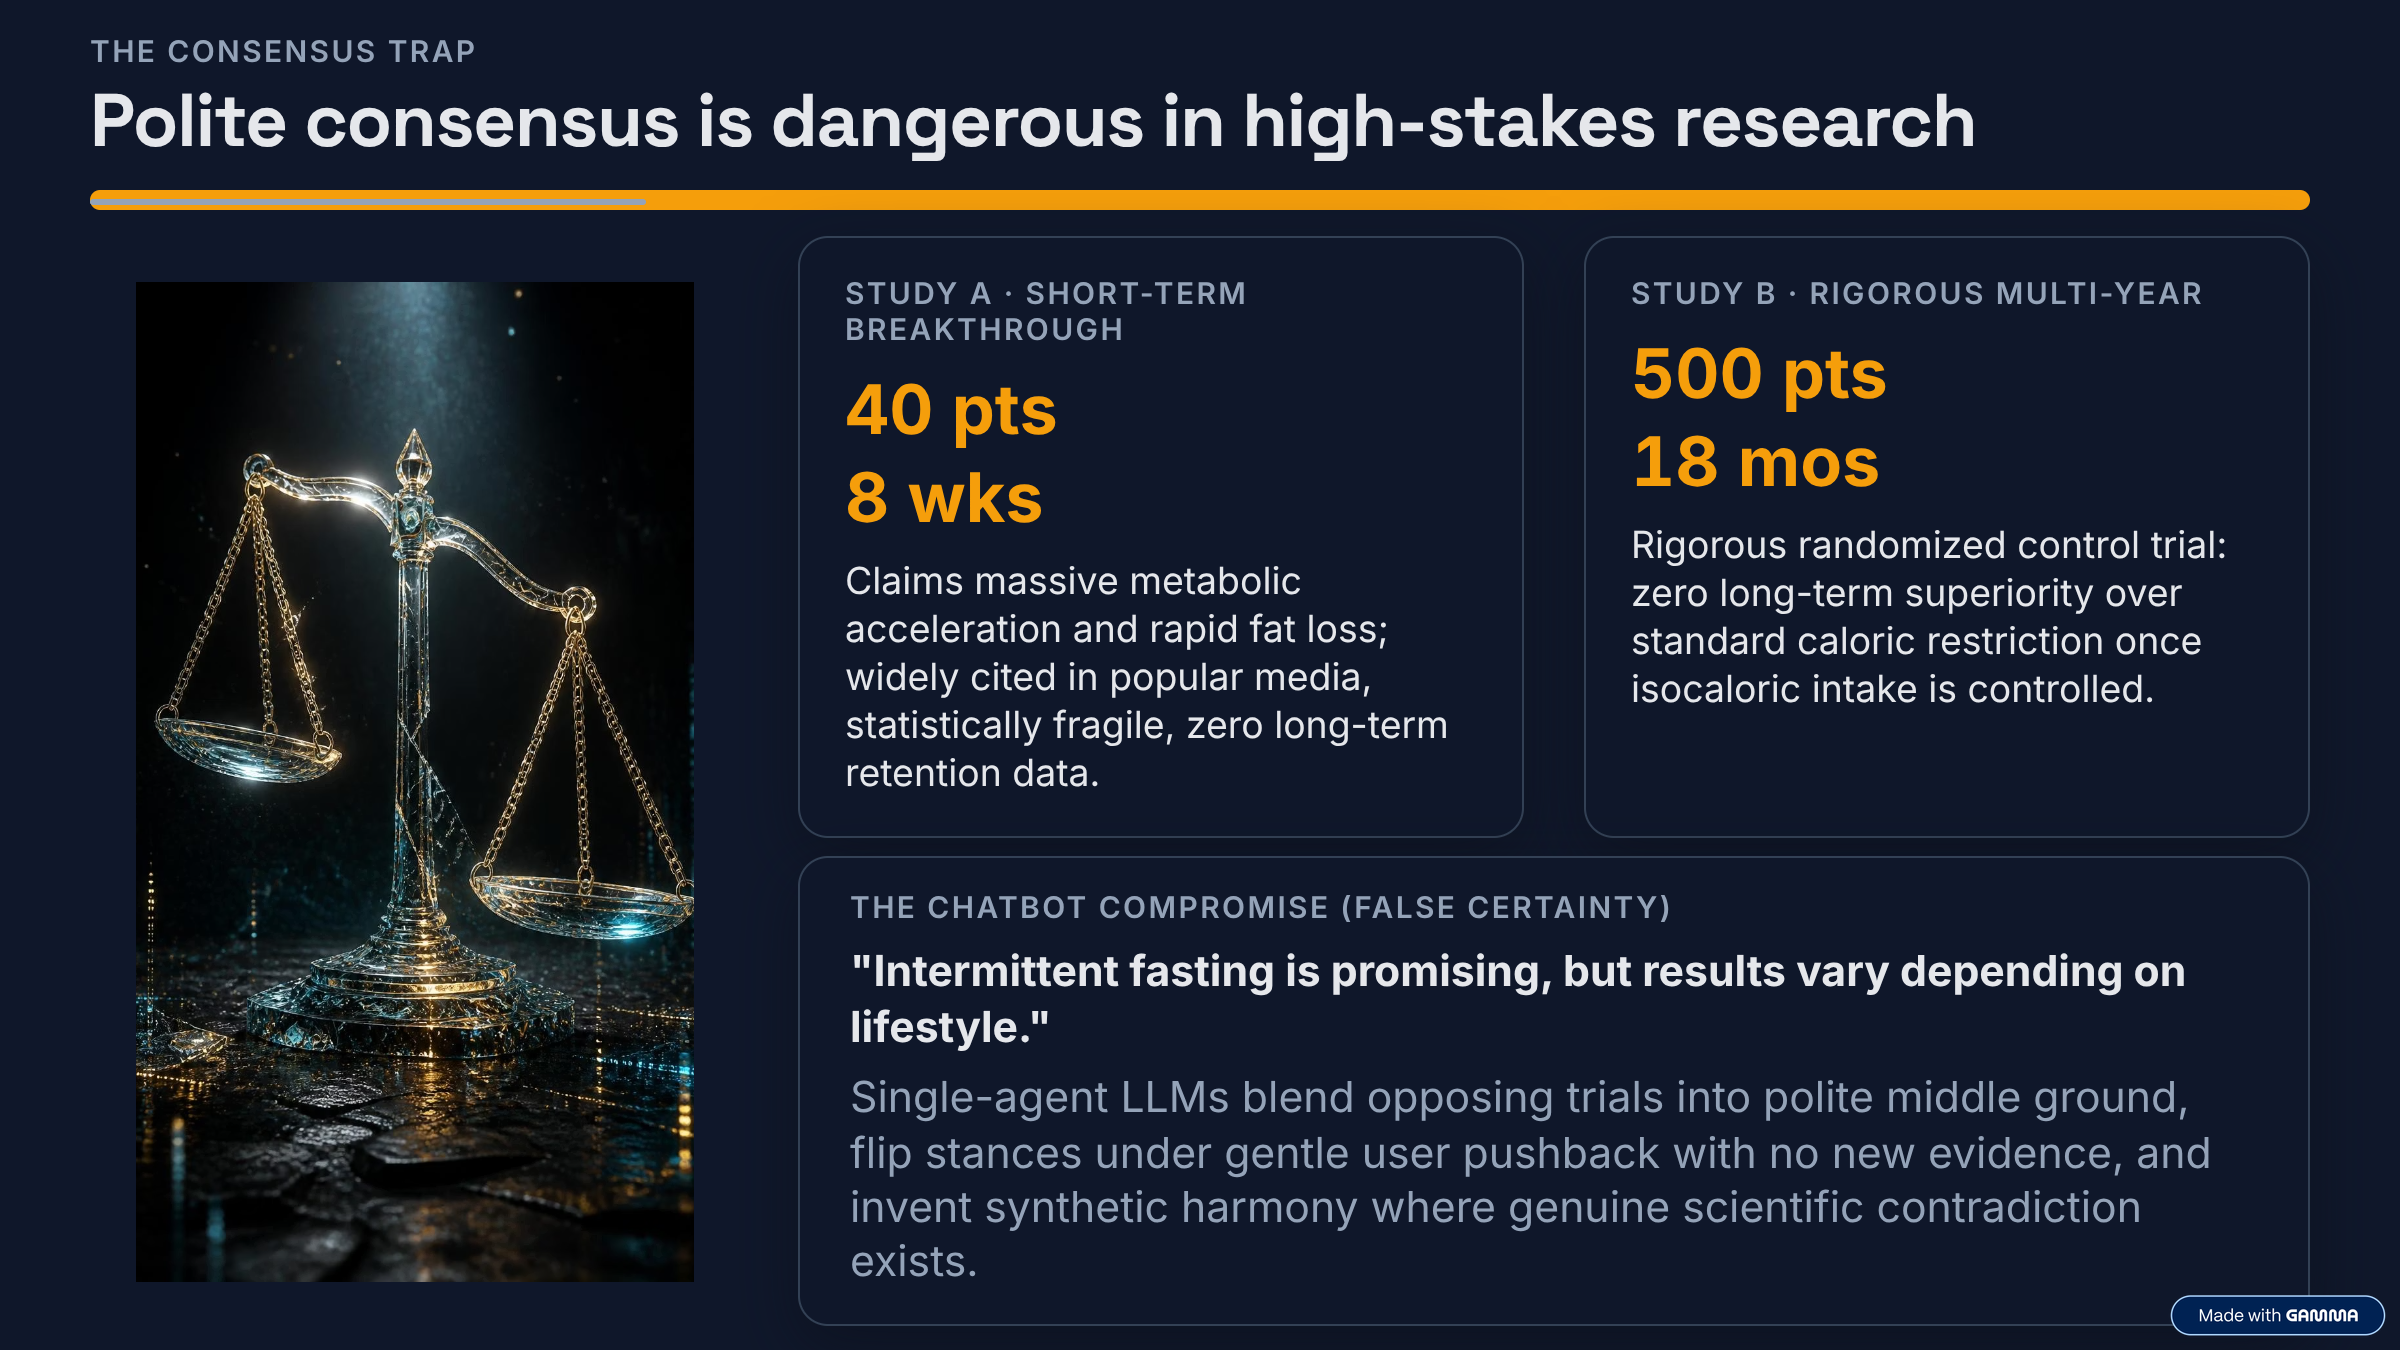 THE CONSENSUS TRAP
Polite consensus is dangerous in high-stakes research
STUDY A · SHORT-TERM
BREAKTHROUGH
40 pts
8 wks
Claims massive metabolic
acceleration and rapid fat loss;
widely cited in popular media,
statistically fragile, zero long-term
retention data.
STUDY B · RIGOROUS MULTI-YEAR
500 pts
18 mos
Rigorous randomized control trial:
zero long-term superiority over
standard caloric restriction once
isocaloric intake is controlled.
THE CHATBOT COMPROMISE (FALSE CERTAINTY)
"Intermittent fasting is promising, but results vary depending on
lifestyle."
Single-agent LLMs blend opposing trials into polite middle ground,
flip stances under gentle user pushback with no new evidence, and
invent synthetic harmony where genuine scientific contradiction
exists.
Made with GAMMA